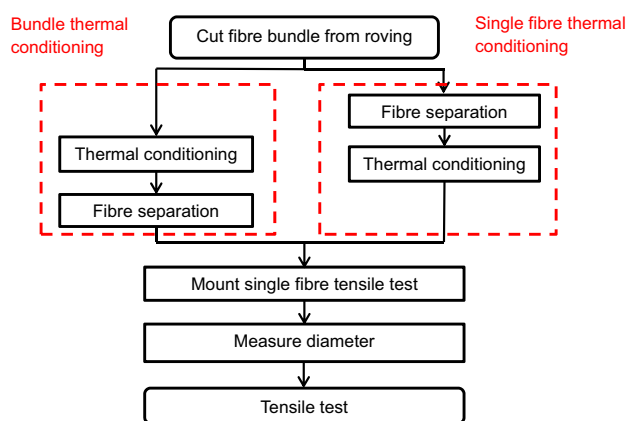 Bundle thermal
conditioning
Single fibre thermal
conditioning
Cut fibre bundle from roving
Fibre separation
Thermal conditioning
Thermal conditioning
Fibre separation
Mount single fibre tensile test
Measure diameter
Tensile test